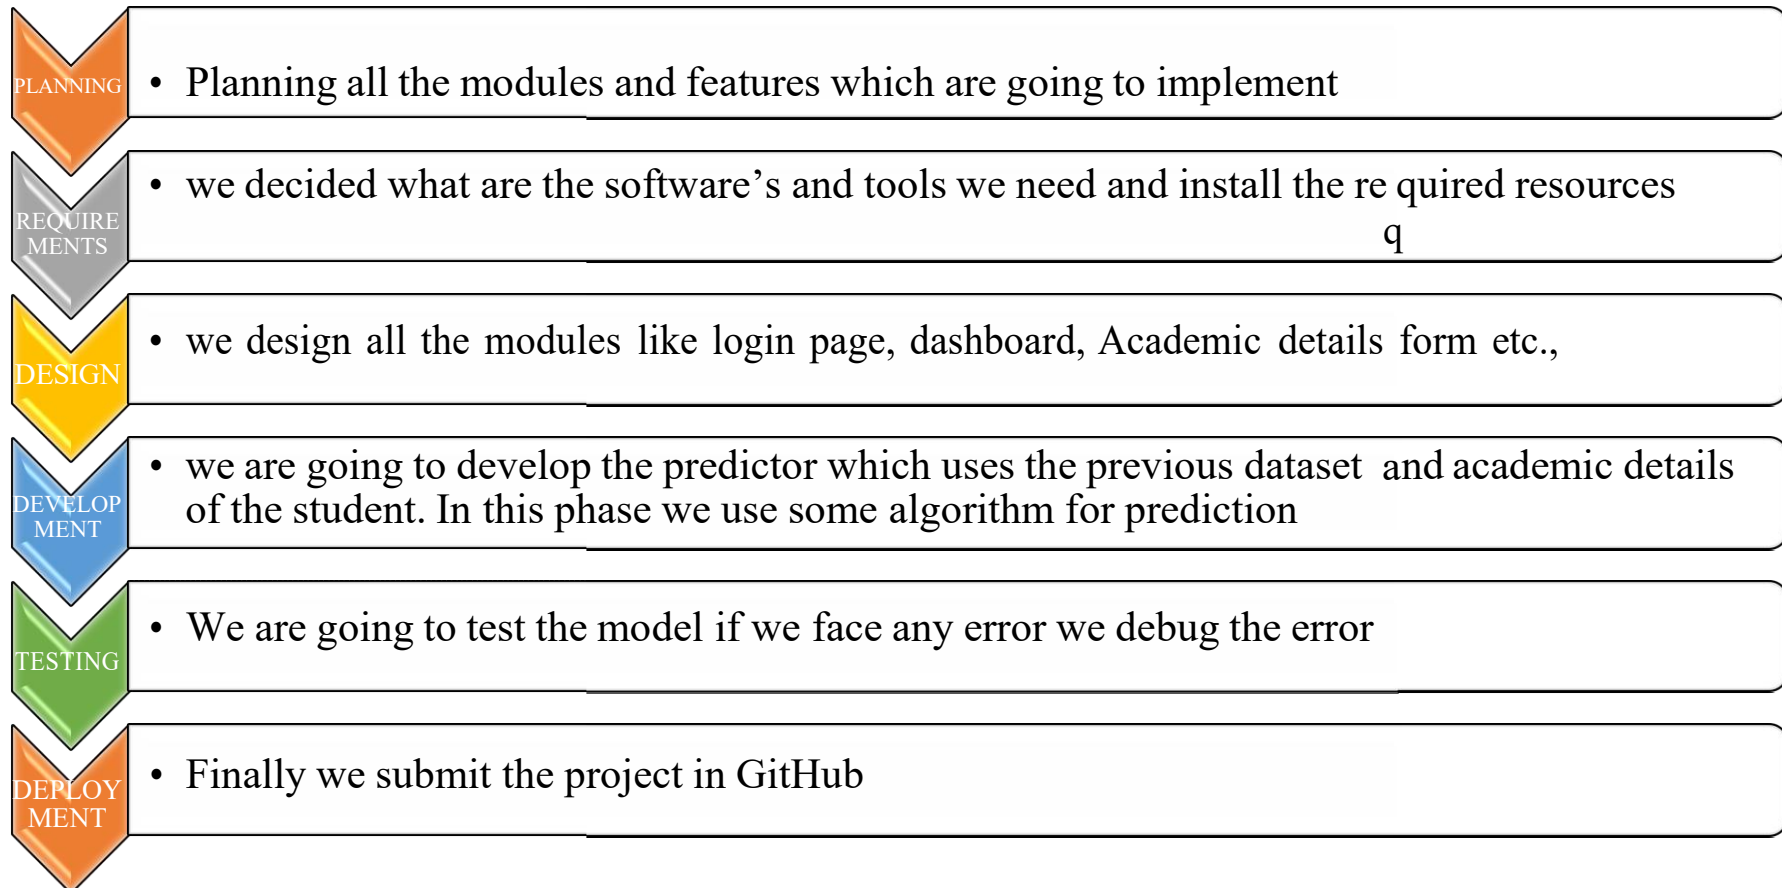 PLANNING
• Planning all the modules and features which are going to implement
REQUIRE
MENTS
• we decided what are the software’s and tools we need and install the re quired resources
q
DESIGN
• we design all the modules like login page, dashboard, Academic details form etc.,
DEVELOP
MENT
• we are going to develop the predictor which uses the previous dataset and academic details
of the student. In this phase we use some algorithm for prediction
TESTING
• We are going to test the model if we face any error we debug the error
DEPLOY
MENT
• Finally we submit the project in GitHub